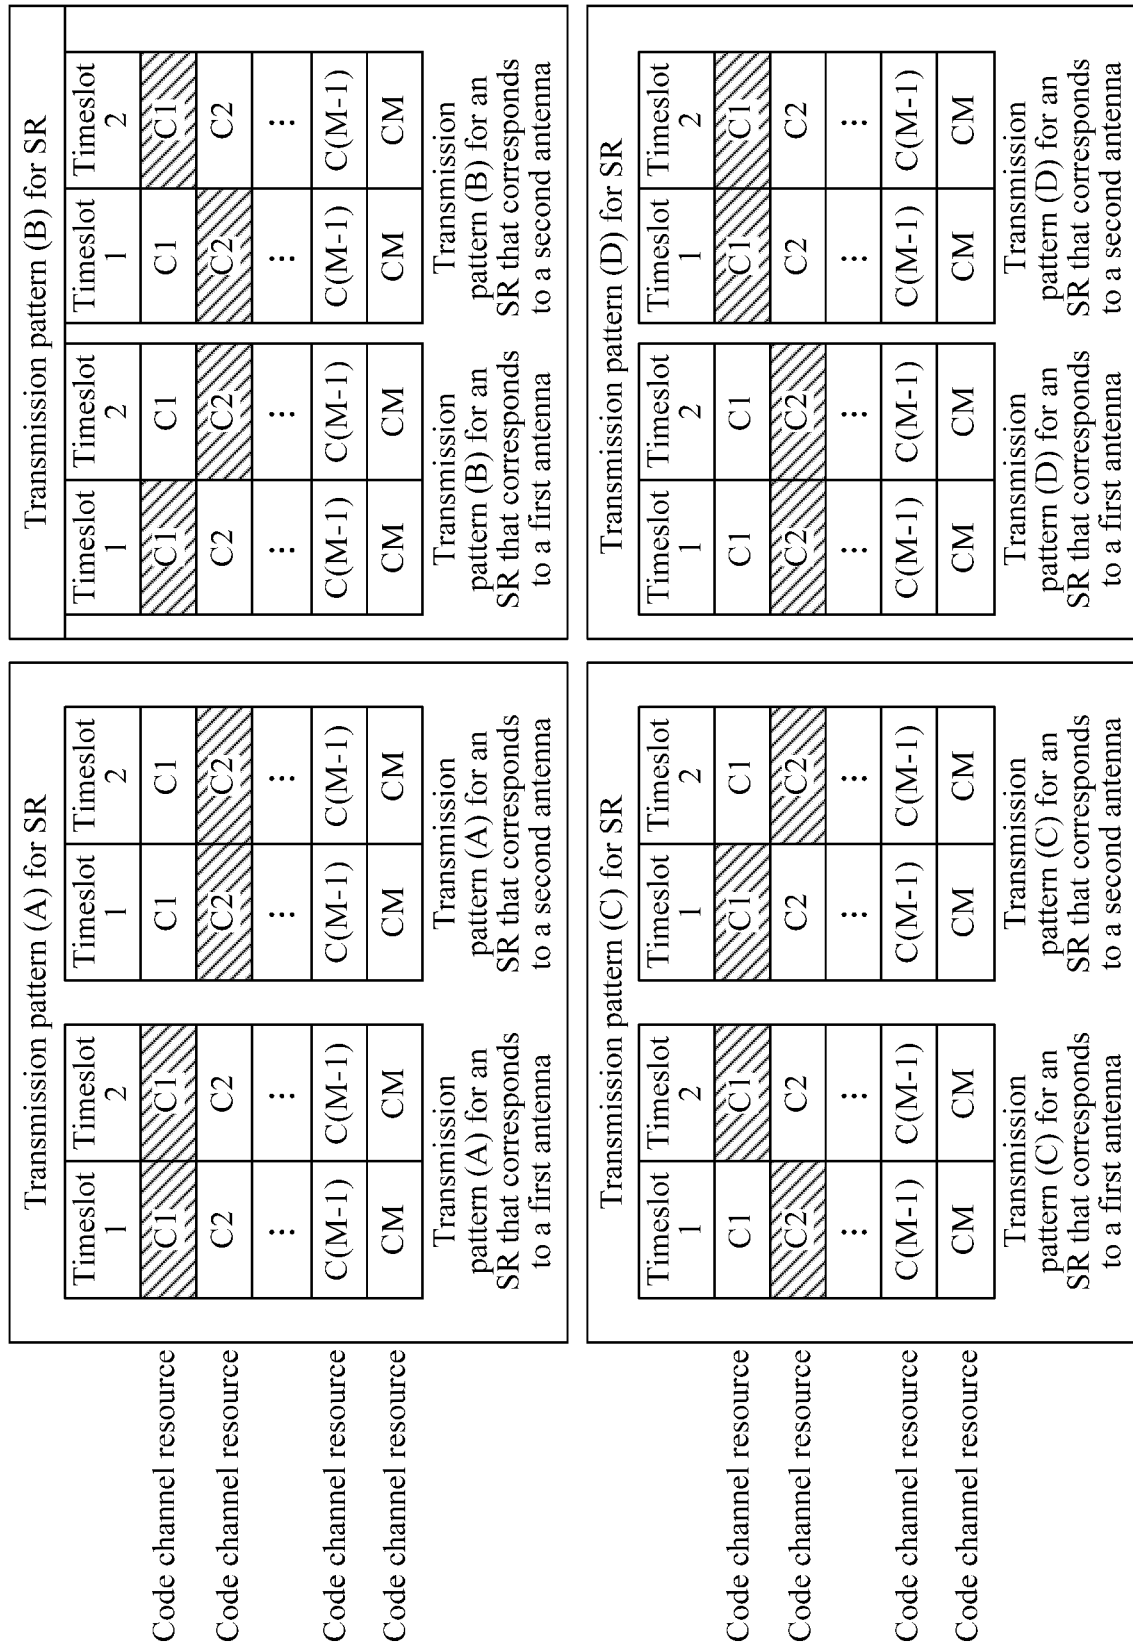 Transmission pattern (A) for SR
Timeslot 1
Timeslot 2
Timeslot 1
Timeslot 2
Code channel resource
C1
C1
C1
C1
Code channel resource
C2
C2
C2
C2
...
...
...
...
Code channel resource
C(M-1)
C(M-1)
C(M-1)
C(M-1)
Code channel resource
CM
CM
CM
CM
Transmission
pattern (A) for an
SR that corresponds
to a first antenna
Transmission
pattern (A) for an
SR that corresponds
to a second antenna
Transmission pattern (B) for SR
Timeslot 1
Timeslot 2
Timeslot 1
Timeslot 2
C1
C1
C1
C1
C2
C2
C2
C2
...
...
...
...
C(M-1)
C(M-1)
C(M-1)
C(M-1)
CM
CM
CM
CM
Transmission
pattern (B) for an
SR that corresponds
to a first antenna
Transmission
pattern (B) for an
SR that corresponds
to a second antenna
Transmission pattern (C) for SR
Timeslot 1
Timeslot 2
Timeslot 1
Timeslot 2
Code channel resource
C1
C1
C1
C1
Code channel resource
C2
C2
C2
C2
...
...
...
...
Code channel resource
C(M-1)
C(M-1)
C(M-1)
C(M-1)
Code channel resource
CM
CM
CM
CM
Transmission
pattern (C) for an
SR that corresponds
to a first antenna
Transmission
pattern (C) for an
SR that corresponds
to a second antenna
Transmission pattern (D) for SR
Timeslot 1
Timeslot 2
Timeslot 1
Timeslot 2
C1
C1
C1
C1
C2
C2
C2
C2
...
...
...
...
C(M-1)
C(M-1)
C(M-1)
C(M-1)
CM
CM
CM
CM
Transmission
pattern (D) for an
SR that corresponds
to a first antenna
Transmission
pattern (D) for an
SR that corresponds
to a second antenna